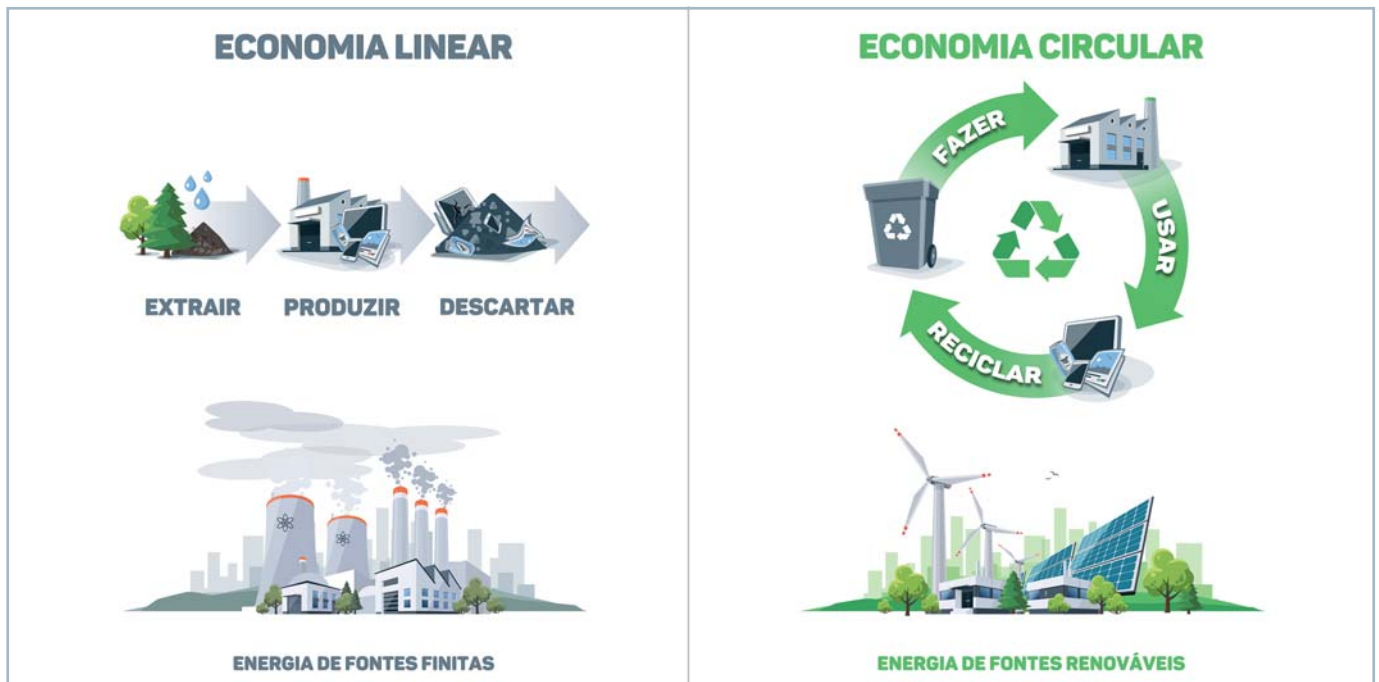 ECONOMIA LINEAR
EXTRAIR
PRODUZIR
DESCARTAR
ENERGIA DE FONTES FINITAS
ECONOMIA CIRCULAR
FAZER
USAR
RECICLAR
ENERGIA DE FONTES RENOVÁVEIS